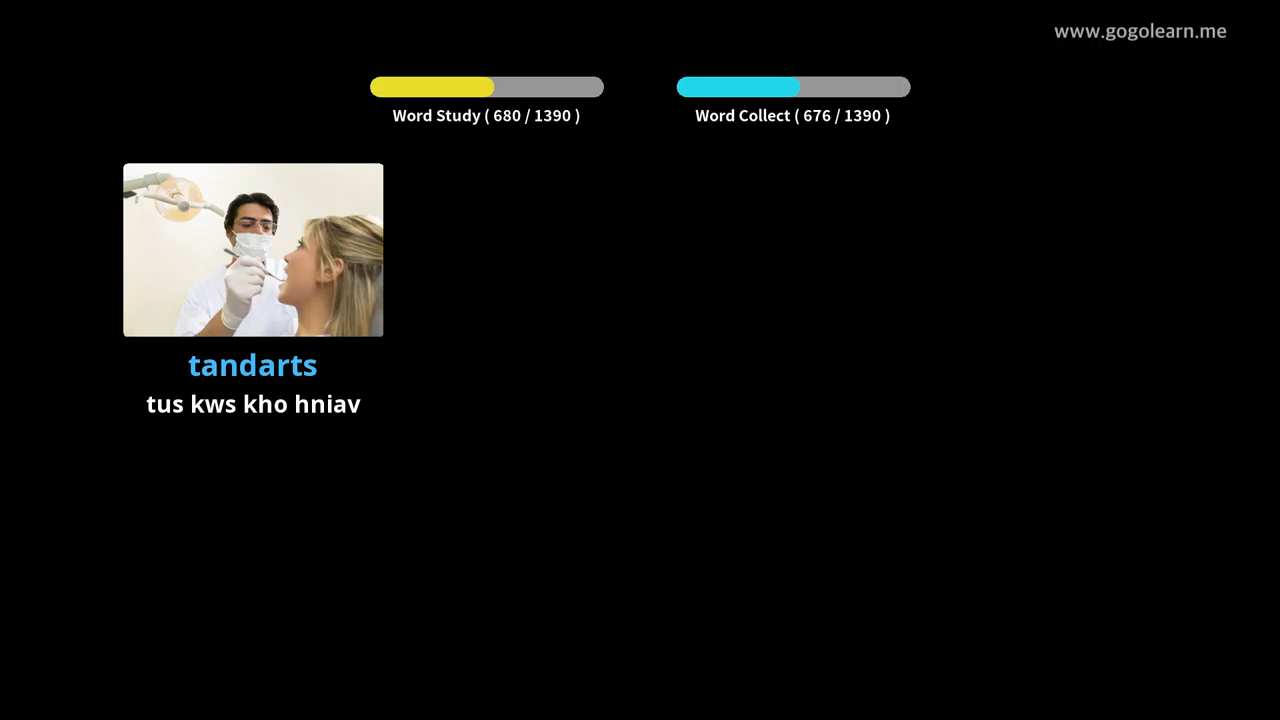 www.gogolearn.me
Word Study ( 680 / 1390 )
Word Collect ( 676 / 1390 )
tandarts
tus kws kho hniav